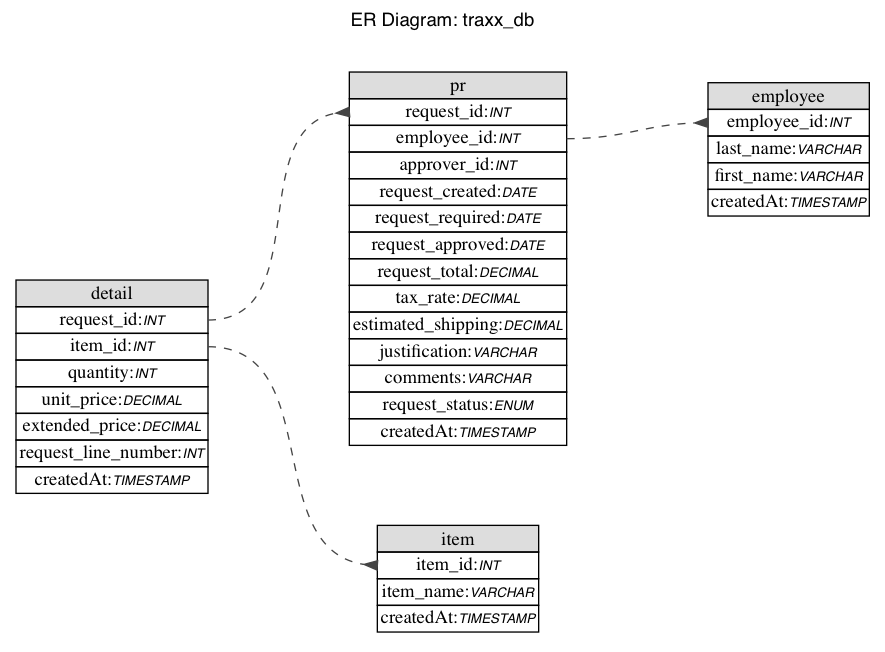 ER Diagram: traxx_db
pr
request_id:INT
employee_id:INT
approver_id:INT
request_created:DATE
request_required:DATE
request_approved:DATE
request_total:DECIMAL
tax_rate:DECIMAL
estimated_shipping:DECIMAL
justification:VARCHAR
comments:VARCHAR
request_status:ENUM
createdAt:TIMESTAMP
employee
employee_id:INT
last_name:VARCHAR
first_name:VARCHAR
createdAt:TIMESTAMP
detail
request_id:INT
item_id:INT
quantity:INT
unit_price:DECIMAL
extended_price:DECIMAL
request_line_number:INT
createdAt:TIMESTAMP
item
item_id:INT
item_name:VARCHAR
createdAt:TIMESTAMP